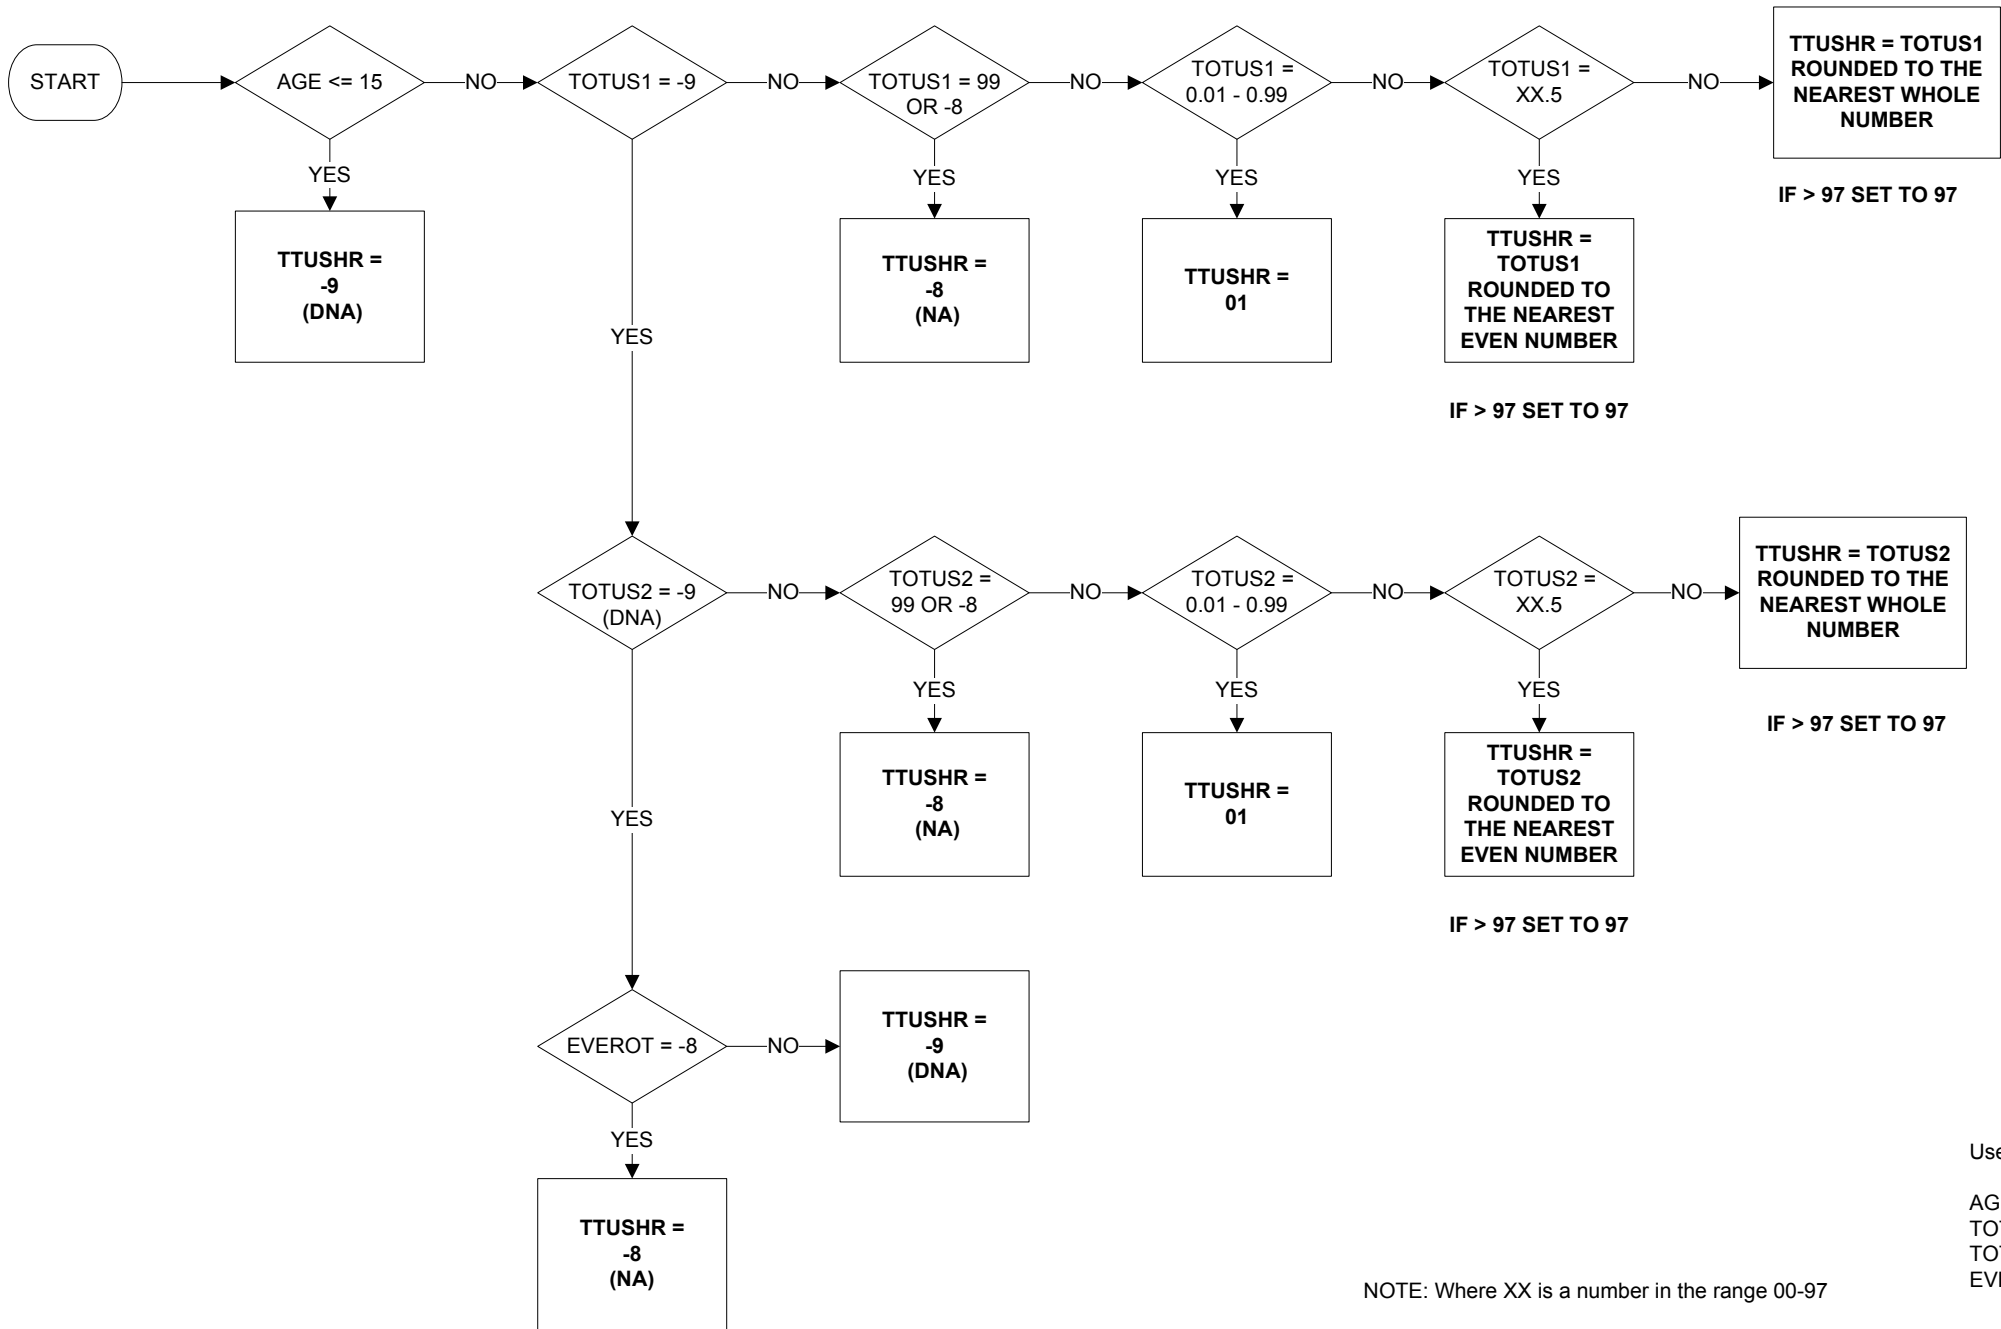 START
AGE <= 15
NO
TOTUS1 = -9
NO
TOTUS1 = 99
OR -8
NO
TOTUS1 =
0.01 - 0.99
NO
TOTUS1 =
XX.5
NO
TTUSHR = TOTUS1
ROUNDED TO THE
NEAREST WHOLE
NUMBER
IF > 97 SET TO 97
YES
YES
YES
YES
TTUSHR =
-9
(DNA)
TTUSHR =
-8
(NA)
TTUSHR =
01
TTUSHR =
TOTUS1
ROUNDED TO
THE NEAREST
EVEN NUMBER
YES
IF > 97 SET TO 97
TOTUS2 = -9
(DNA)
NO
TOTUS2 =
99 OR -8
NO
TOTUS2 =
0.01 - 0.99
NO
TOTUS2 =
XX.5
NO
TTUSHR = TOTUS2
ROUNDED TO THE
NEAREST WHOLE
NUMBER
IF > 97 SET TO 97
YES
YES
YES
TTUSHR =
-8
(NA)
TTUSHR =
01
TTUSHR =
TOTUS2
ROUNDED TO
THE NEAREST
EVEN NUMBER
YES
IF > 97 SET TO 97
EVEROT = -8
NO
TTUSHR =
-9
(DNA)
YES
TTUSHR =
-8
(NA)
NOTE: Where XX is a number in the range 00-97